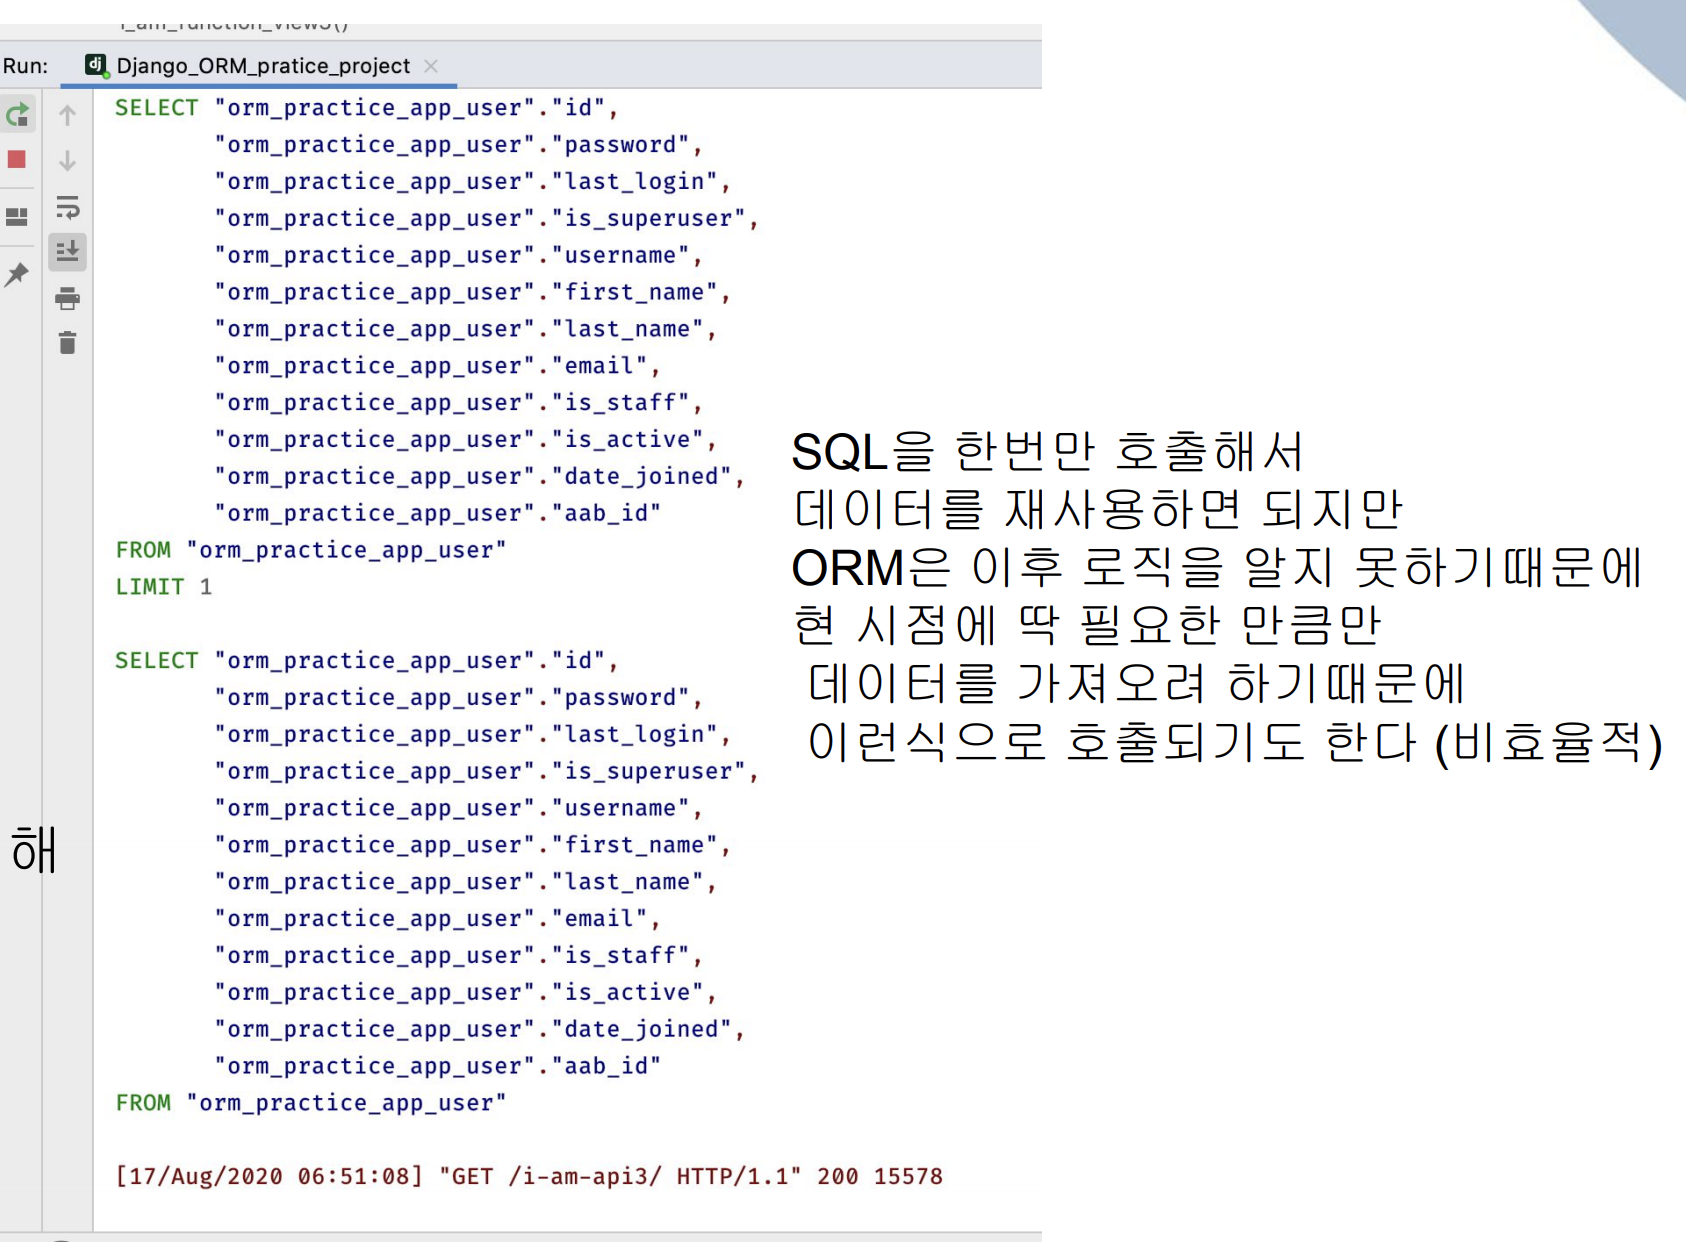 i_am_function_view3()
Run: Django_ORM_pratice_project
SELECT "orm_practice_app_user"."id",
"orm_practice_app_user"."password",
"orm_practice_app_user"."last_login",
"orm_practice_app_user"."is_superuser",
"orm_practice_app_user"."username",
"orm_practice_app_user"."first_name",
"orm_practice_app_user"."last_name",
"orm_practice_app_user"."email",
"orm_practice_app_user"."is_staff",
"orm_practice_app_user"."is_active",
"orm_practice_app_user"."date_joined",
"orm_practice_app_user"."aab_id"
FROM "orm_practice_app_user"
LIMIT 1
SELECT "orm_practice_app_user"."id",
"orm_practice_app_user"."password",
"orm_practice_app_user"."last_login",
"orm_practice_app_user"."is_superuser",
"orm_practice_app_user"."username",
"orm_practice_app_user"."first_name",
"orm_practice_app_user"."last_name",
"orm_practice_app_user"."email",
"orm_practice_app_user"."is_staff",
"orm_practice_app_user"."is_active",
"orm_practice_app_user"."date_joined",
"orm_practice_app_user"."aab_id"
FROM "orm_practice_app_user"
[17/Aug/2020 06:51:08] "GET /i-am-api3/ HTTP/1.1" 200 15578
해
SQL을 한번만 호출해서
데이터를 재사용하면 되지만
ORM은 이후 로직을 알지 못하기때문에
현 시점에 딱 필요한 만큼만
데이터를 가져오려 하기때문에
이런식으로 호출되기도 한다 (비효율적)